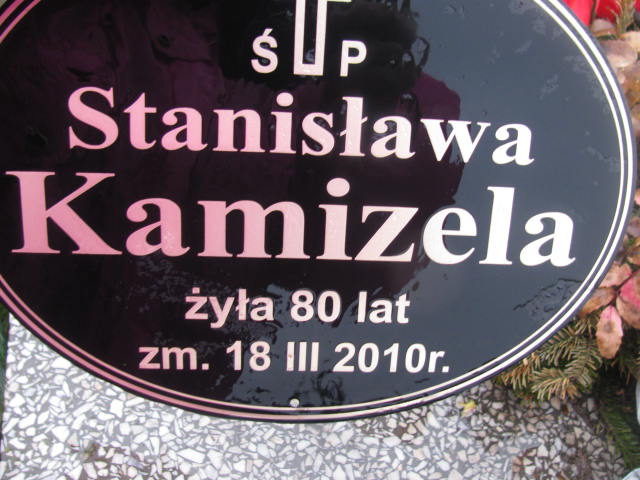 Ś P
Stanisława
Kamizela
żyła 80 lat
zm. 18 III 2010r.